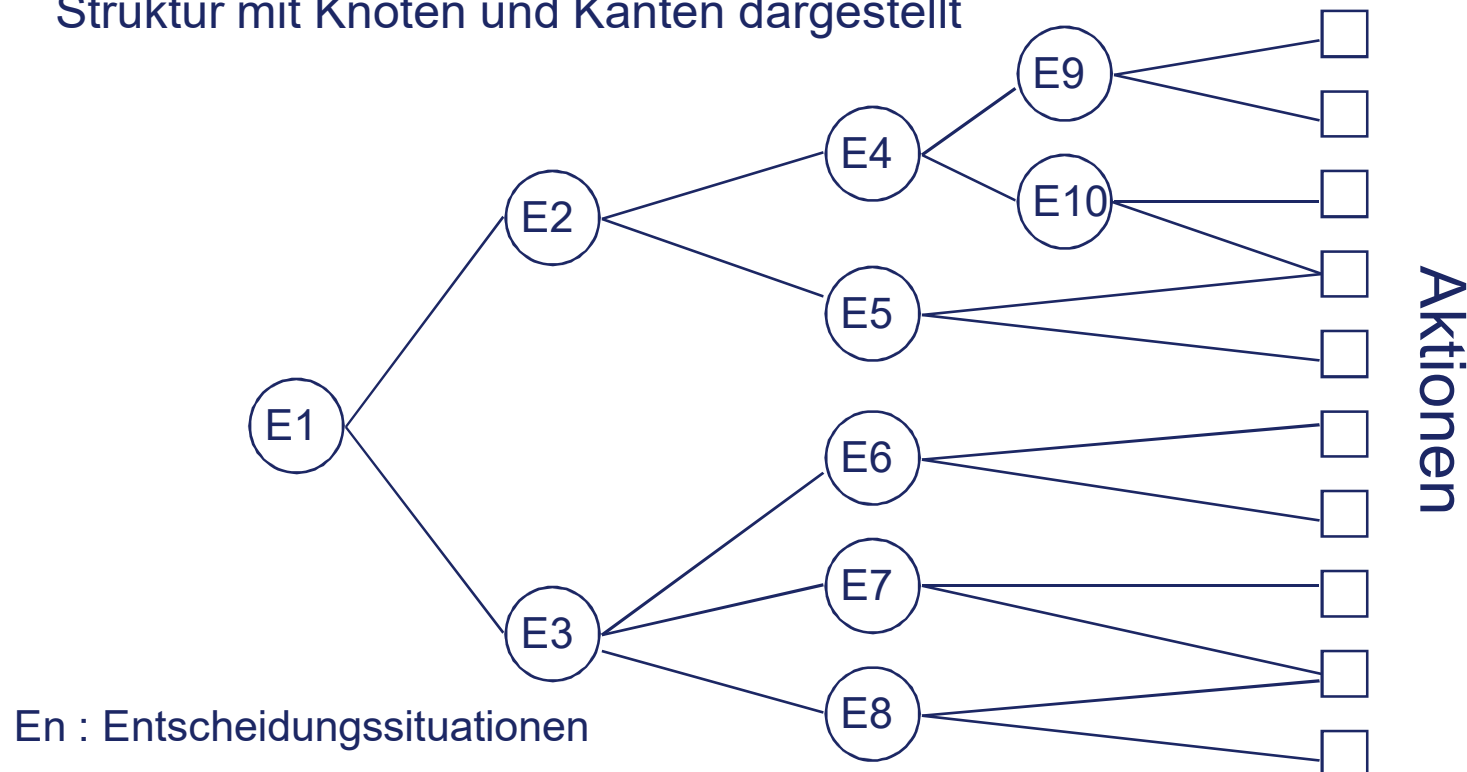 Struktur mit Knoten und Kanten dargestellt
E9
E4
E10
E2
E5
Aktionen
E1
E6
E7
E3
E8
En : Entscheidungssituationen